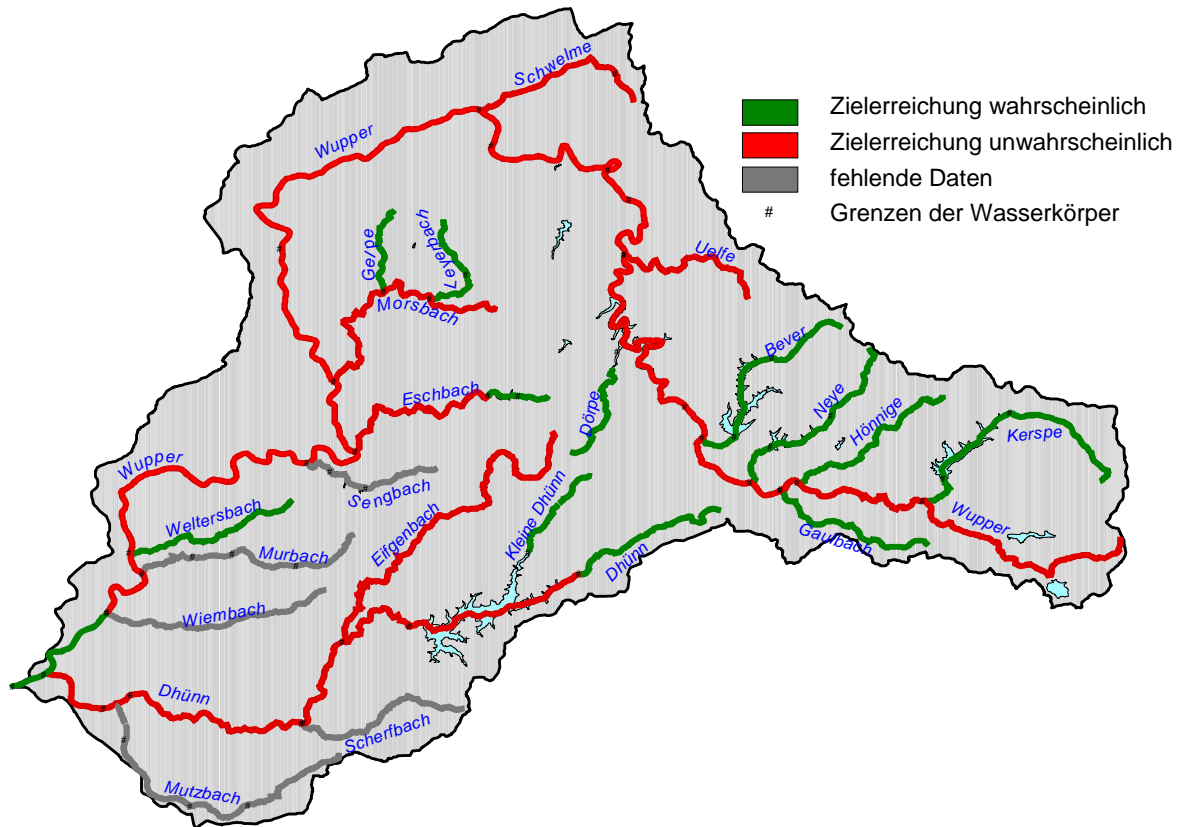 Schwelme
Wupper
Zielerreichung wahrscheinlich
Zielerreichung unwahrscheinlich
fehlende Daten
# Grenzen der Wasserkörper
Gelpe
Leyerbach
Uelfe
Morsbach
Bever
Eschbach
Dörpe
Neye
Hönnige
Kerspe
Wupper
Sengbach
Weltersbach
Murbach
Eifgenbach
Kleine Dhünn
Dhünn
Gaulbach
Wupper
Wiembach
Dhünn
Scherfbach
Mutzbach